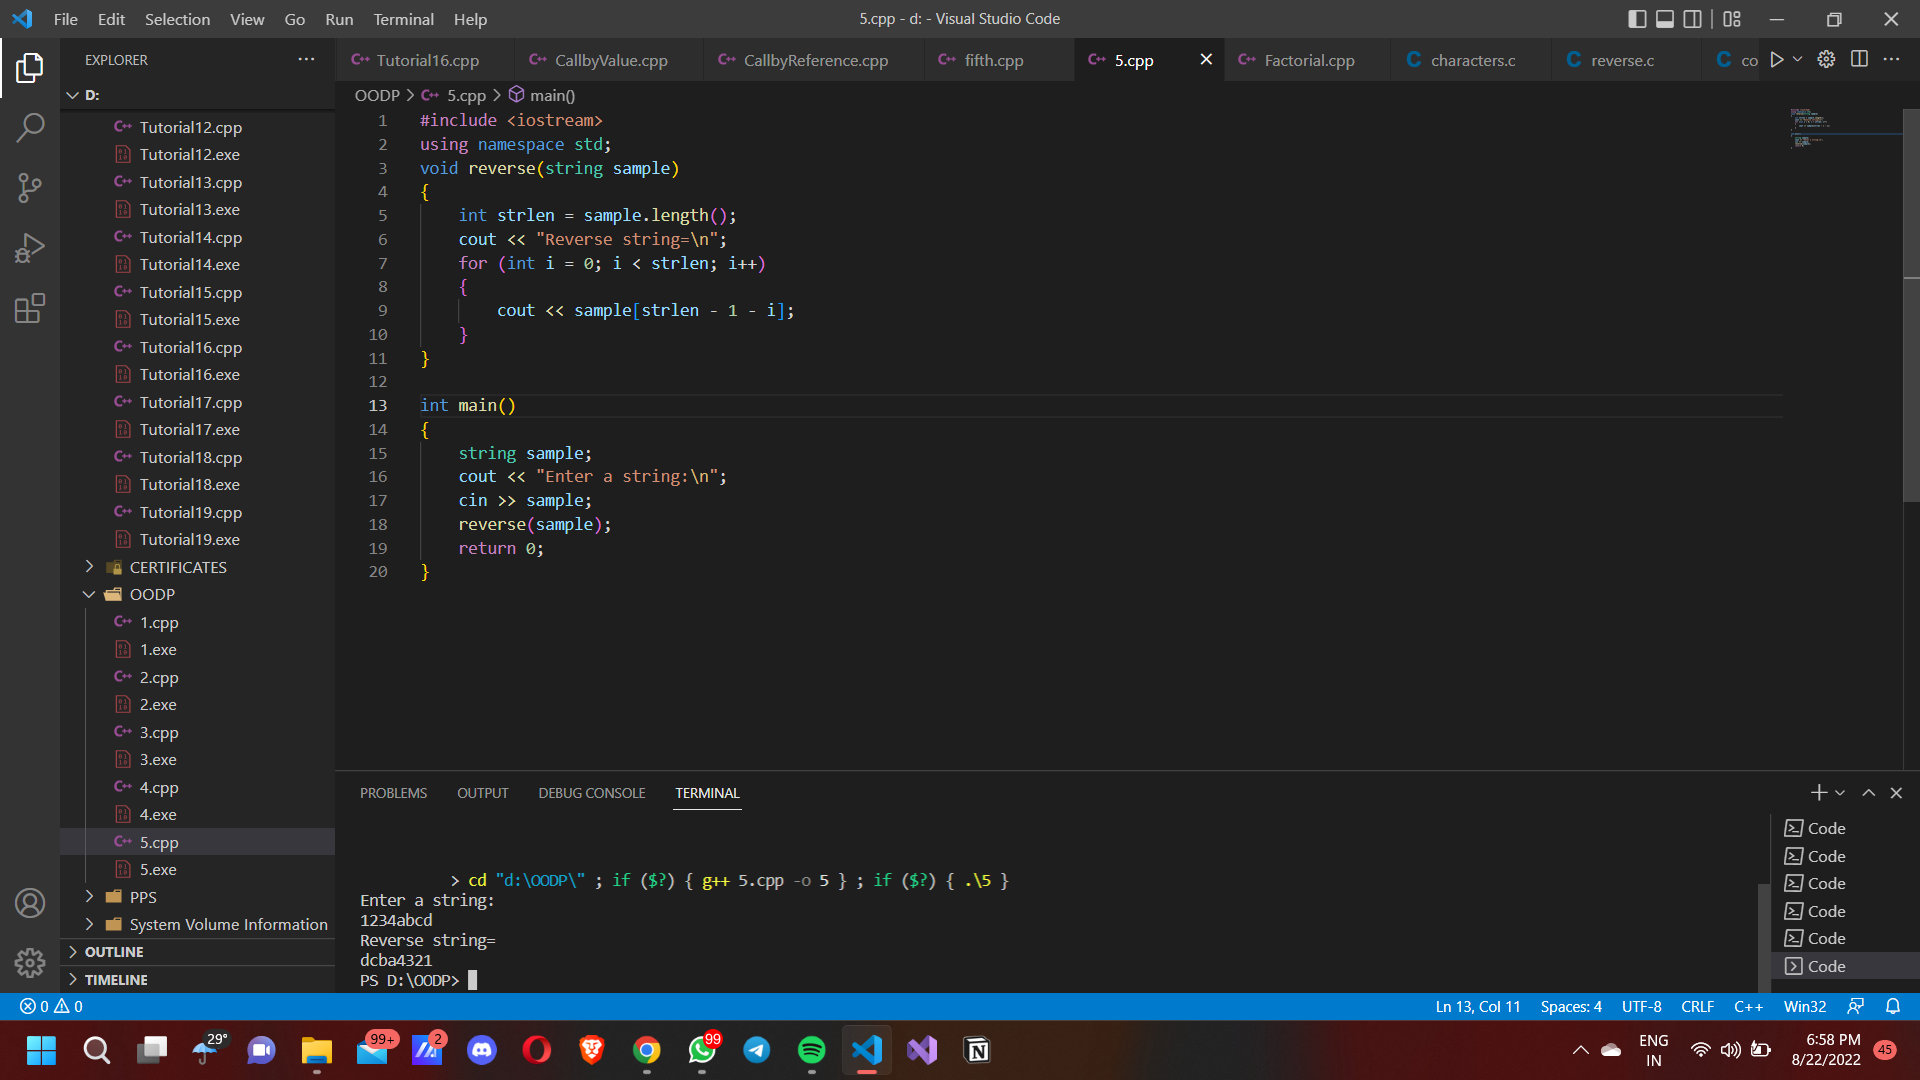 File Edit Selection View Go Run Terminal Help
5.cpp - d: - Visual Studio Code
EXPLORER
D:
Tutorial12.cpp
Tutorial12.exe
Tutorial13.cpp
Tutorial13.exe
Tutorial14.cpp
Tutorial14.exe
Tutorial15.cpp
Tutorial15.exe
Tutorial16.cpp
Tutorial16.exe
Tutorial17.cpp
Tutorial17.exe
Tutorial18.cpp
Tutorial18.exe
Tutorial19.cpp
Tutorial19.exe
CERTIFICATES
OODP
1.cpp
1.exe
2.cpp
2.exe
3.cpp
3.exe
4.cpp
4.exe
5.cpp
5.exe
PPS
System Volume Information
OUTLINE
TIMELINE
Tutorial16.cpp CallbyValue.cpp CallbyReference.cpp fifth.cpp 5.cpp Factorial.cpp characters.c reverse.c co
OODP > 5.cpp > main()
1 #include <iostream>
2 using namespace std;
3 void reverse(string sample)
4 {
5 int strlen = sample.length();
6 cout << "Reverse string=\n";
7 for (int i = 0; i < strlen; i++)
8 {
9 cout << sample[strlen - 1 - i];
10 }
11 }
12
13 int main()
14 {
15 string sample;
16 cout << "Enter a string:\n";
17 cin >> sample;
18 reverse(sample);
19 return 0;
20 }
PROBLEMS OUTPUT DEBUG CONSOLE TERMINAL
> cd "d:\OODP\" ; if ($?) { g++ 5.cpp -o 5 } ; if ($?) { .\5 }
Enter a string:
1234abcd
Reverse string=
dcba4321
PS D:\OODP>
Code
Code
Code
Code
Code
Code
0 0
Ln 13, Col 11 Spaces: 4 UTF-8 CRLF C++ Win32
29° 99+ 2 99
ENG
IN
6:58 PM
8/22/2022
45